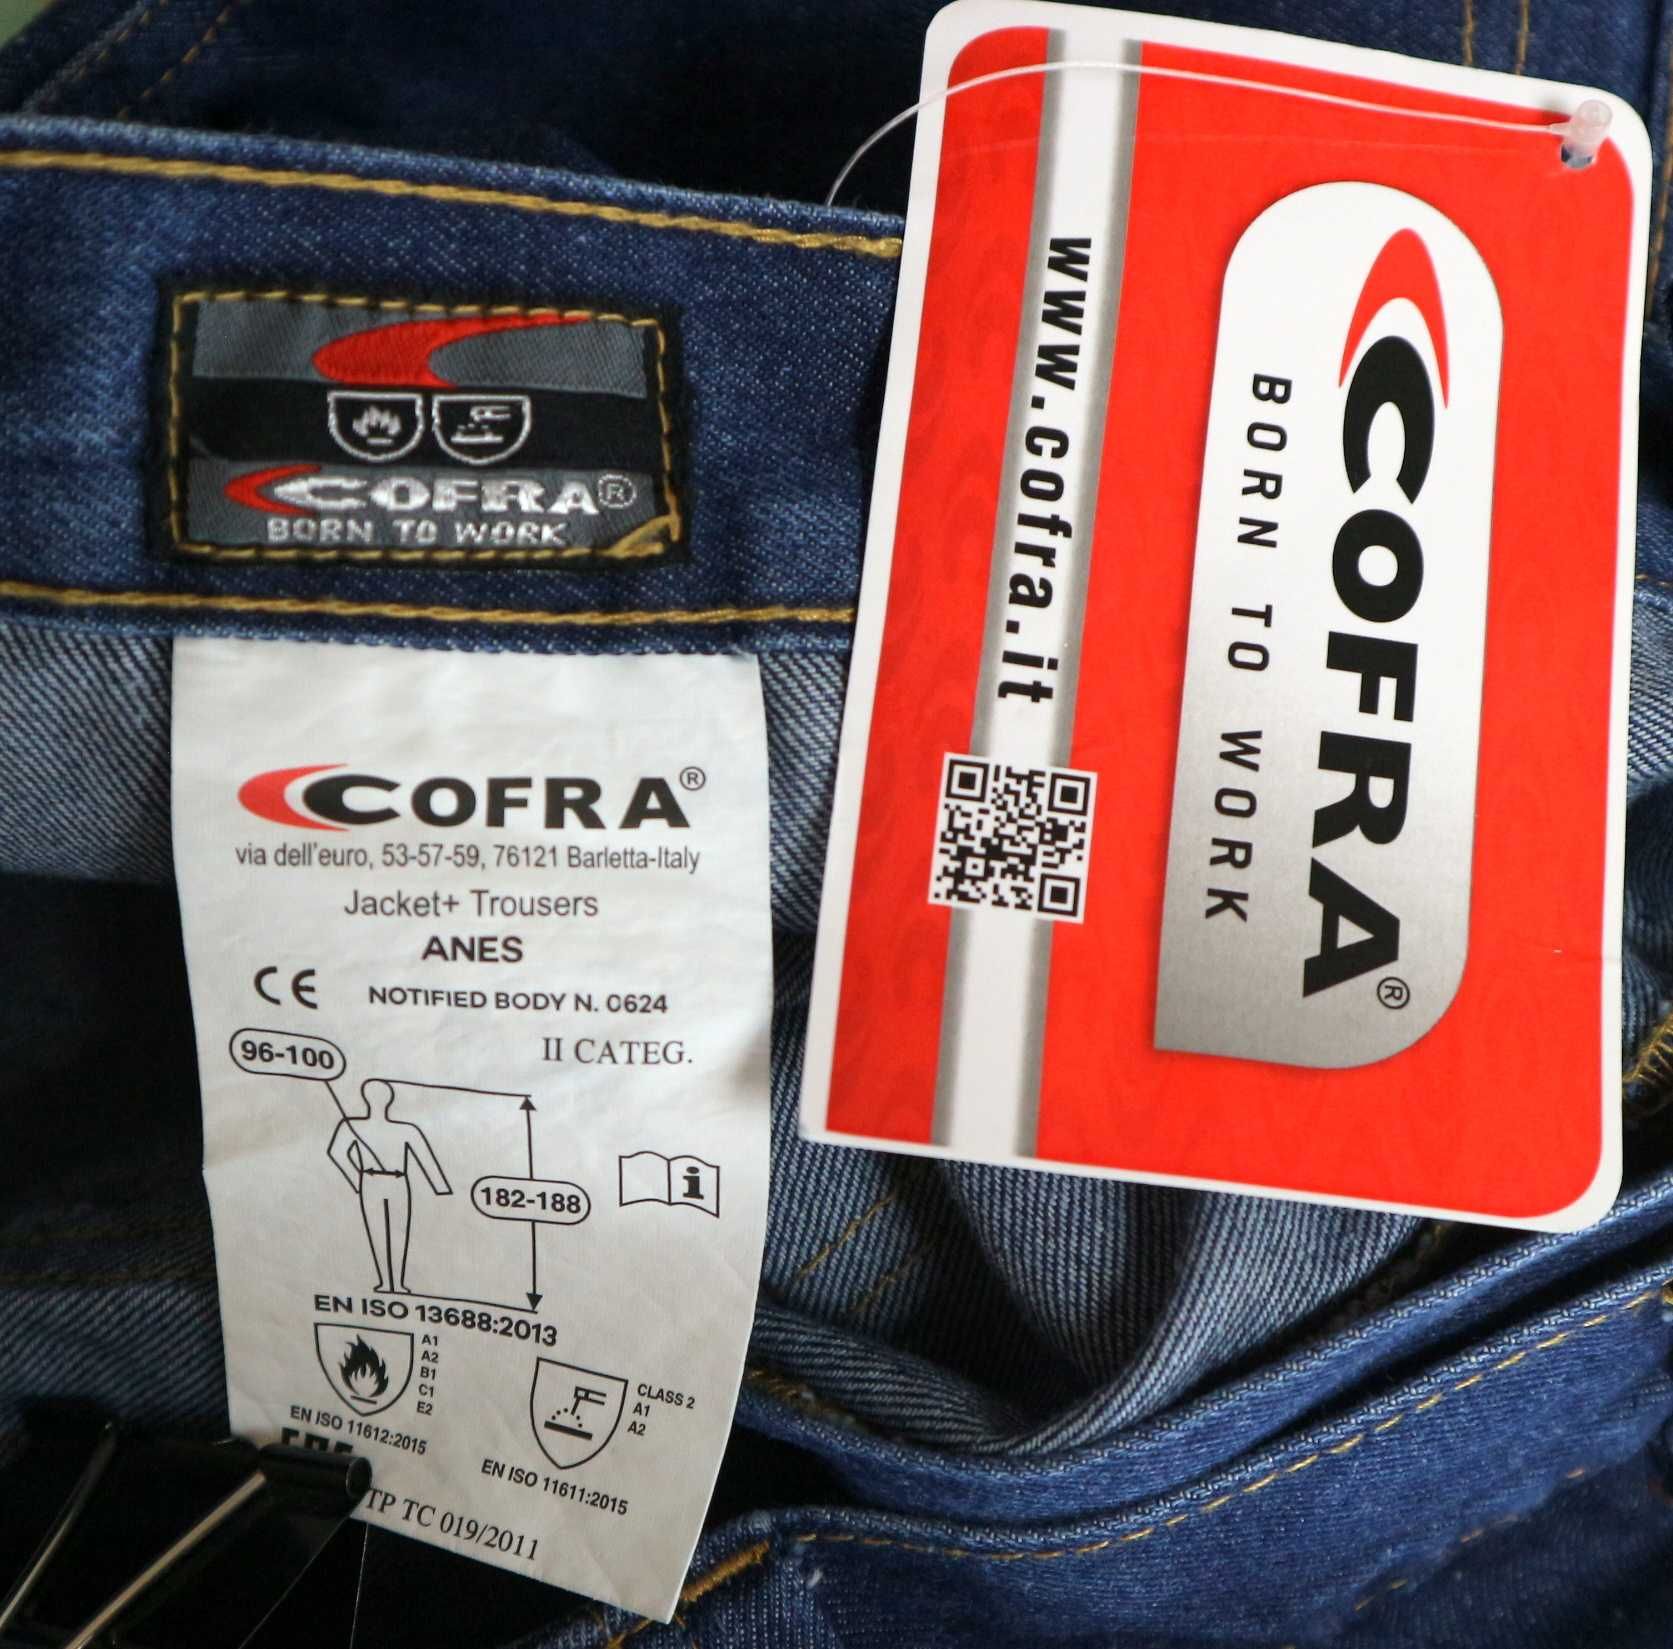 COFRA®
BORN TO WORK
COFRA®
via dell'euro, 53-57-59, 76121 Barletta-Italy
Jacket+ Trousers
ANES
CE NOTIFIED BODY N. 0624
II CATEG.
96-100
182-188
i
EN ISO 13688:2013
A1
A2
B1
C1
E2
EN ISO 11612:2015
CLASS 2
A1
A2
EN ISO 11611:2015
TP TC 019/2011
www.cofra.it
COFRA®
BORN TO WORK